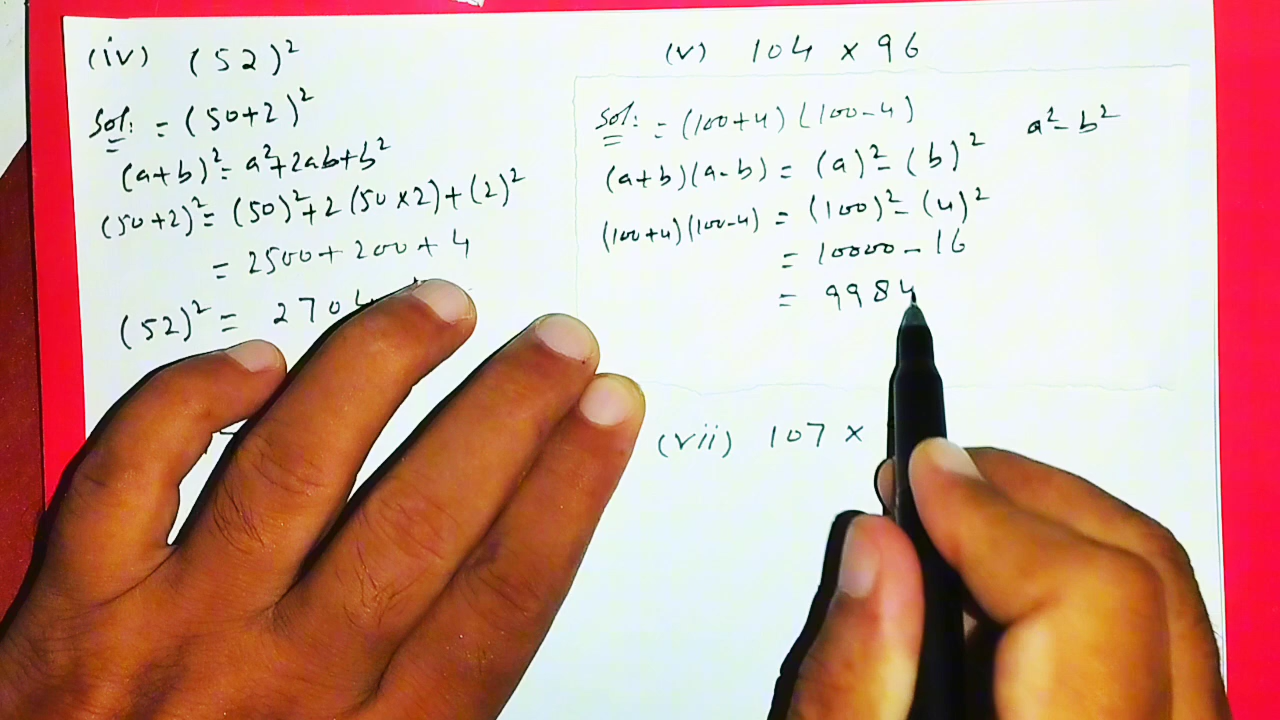 (iv) (52)²
Sol: = (50+2)²
(a+b)² = a²+2ab+b²
(50+2)² = (50)²+2(50×2)+(2)²
= 2500+200+4
(52)² = 2704
(v) 104 × 96
Sol: = (100+4)(100-4)
a²-b²
(a+b)(a-b) = (a)²-(b)²
(100+4)(100-4) = (100)²-(4)²
= 10000-16
= 9984
(vii) 107 ×